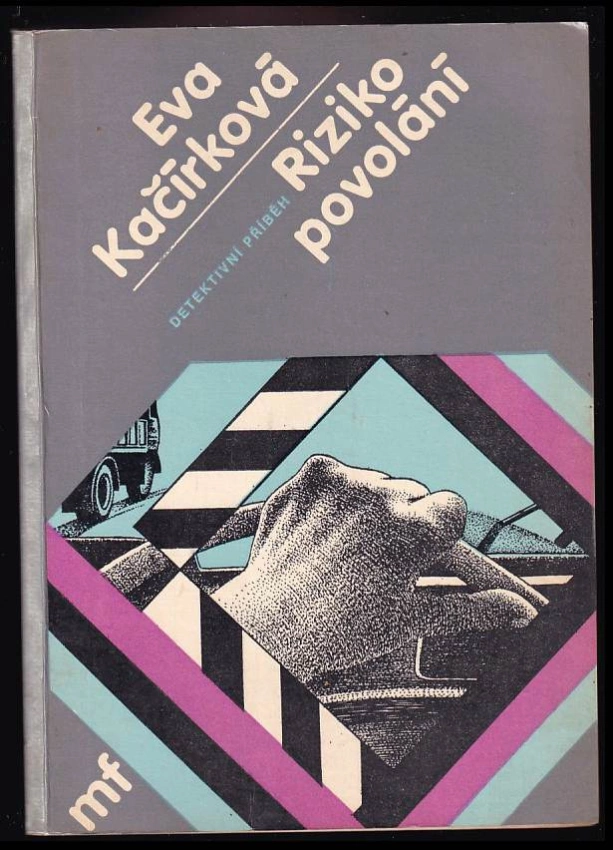 Eva
Kačírková
DETEKTIVNÍ PŘÍBĚH
Riziko
povolání
mf